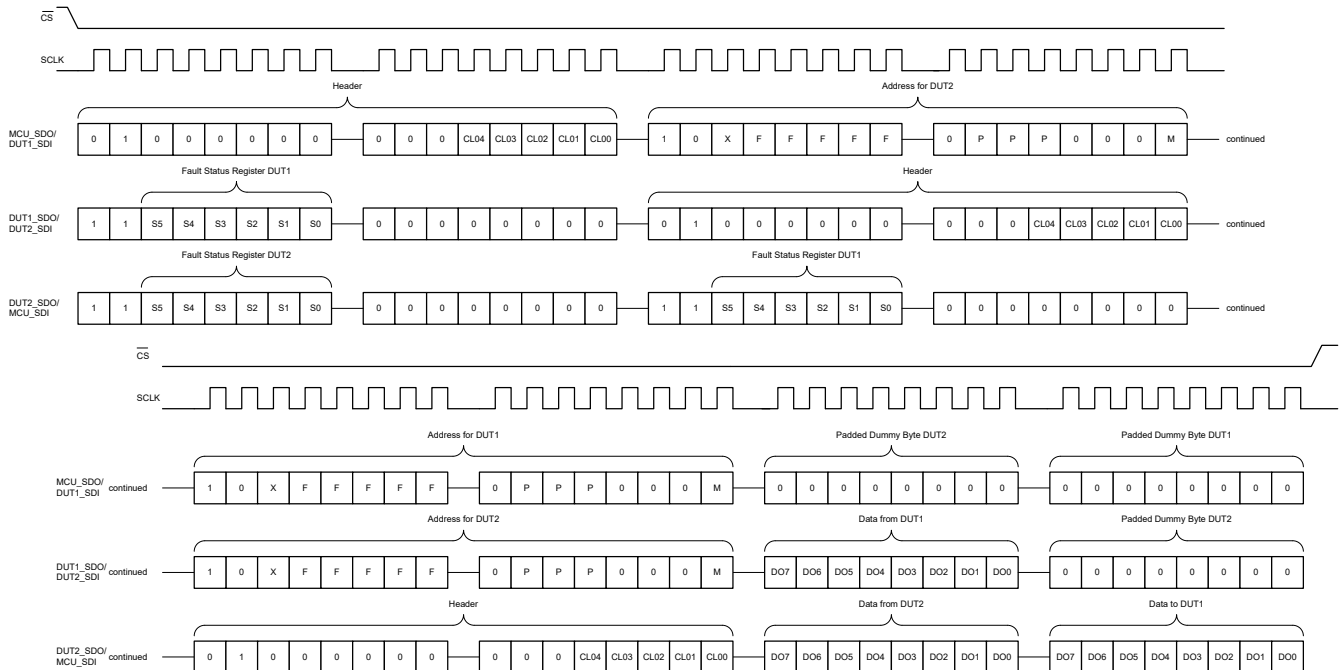 CS
SCLK
Header
Address for DUT2
MCU_SDO/
DUT1_SDI
0 1 0 0 0 0 0 0 0 0 0 CL04 CL03 CL02 CL01 CL00 1 0 X F F F F F 0 P P P 0 0 0 M continued
Fault Status Register DUT1
Header
DUT1_SDO/
DUT2_SDI
1 1 S5 S4 S3 S2 S1 S0 0 0 0 0 0 0 0 0 0 1 0 0 0 0 0 0 0 0 0 CL04 CL03 CL02 CL01 CL00 continued
Fault Status Register DUT2
Fault Status Register DUT1
DUT2_SDO/
MCU_SDI
1 1 S5 S4 S3 S2 S1 S0 0 0 0 0 0 0 0 0 1 1 S5 S4 S3 S2 S1 S0 0 0 0 0 0 0 0 0 continued
CS
SCLK
Address for DUT1
Padded Dummy Byte DUT2
Padded Dummy Byte DUT1
MCU_SDO/
DUT1_SDI
continued 1 0 X F F F F F 0 P P P 0 0 0 M 0 0 0 0 0 0 0 0 0 0 0 0 0 0 0 0
Address for DUT2
Data from DUT1
Padded Dummy Byte DUT2
DUT1_SDO/
DUT2_SDI
continued 1 0 X F F F F F 0 P P P 0 0 0 M DO7 DO6 DO5 DO4 DO3 DO2 DO1 DO0 0 0 0 0 0 0 0 0
Header
Data from DUT2
Data to DUT1
DUT2_SDO/
MCU_SDI
continued 0 1 0 0 0 0 0 0 0 0 0 CL04 CL03 CL02 CL01 CL00 DO7 DO6 DO5 DO4 DO3 DO2 DO1 DO0 DO7 DO6 DO5 DO4 DO3 DO2 DO1 DO0